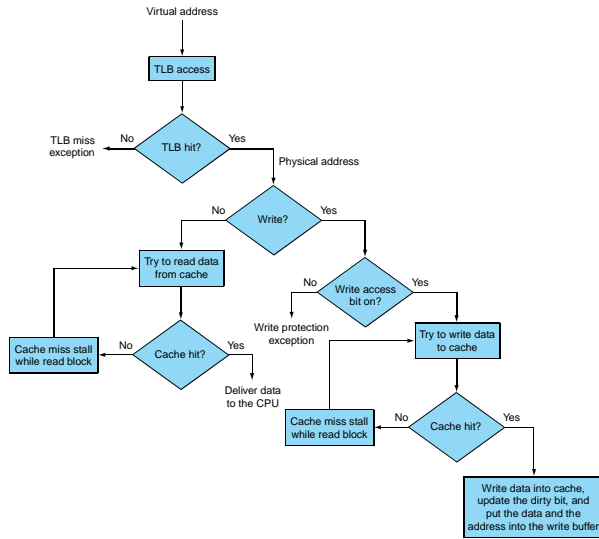 Virtual address
TLB access
TLB miss
exception
No
TLB hit?
Yes
Physical address
No
Write?
Yes
Try to read data
from cache
No
Write access
bit on?
Yes
Write protection
exception
Try to write data
to cache
Cache miss stall
while read block
No
Cache hit?
Yes
Deliver data
to the CPU
Cache miss stall
while read block
No
Cache hit?
Yes
Write data into cache,
update the dirty bit, and
put the data and the
address into the write buffer